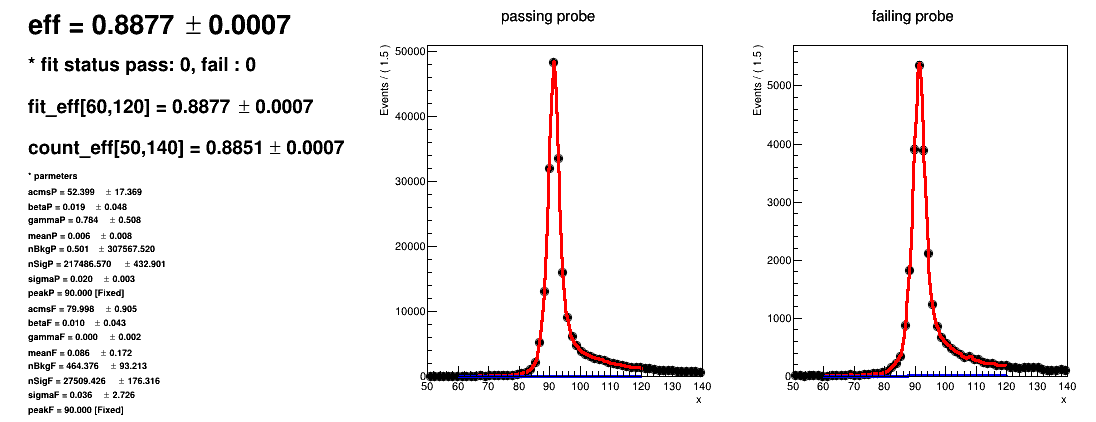 eff = 0.8877 ± 0.0007
* fit status pass: 0, fail : 0
fit_eff[60,120] = 0.8877 ± 0.0007
count_eff[50,140] = 0.8851 ± 0.0007
* parmeters
acmsP = 52.399 ± 17.369
betaP = 0.019 ± 0.048
gammaP = 0.784 ± 0.508
meanP = 0.006 ± 0.008
nBkgP = 0.501 ± 307567.520
nSigP = 217486.570 ± 432.901
sigmaP = 0.020 ± 0.003
peakP = 90.000 [Fixed]
acmsF = 79.998 ± 0.905
betaF = 0.010 ± 0.043
gammaF = 0.000 ± 0.002
meanF = 0.086 ± 0.172
nBkgF = 464.376 ± 93.213
nSigF = 27509.426 ± 176.316
sigmaF = 0.036 ± 2.726
peakF = 90.000 [Fixed]
passing probe
Events / ( 1.5 )
50000
40000
30000
20000
10000
0
50 60 70 80 90 100 110 120 130 140
x
failing probe
Events / ( 1.5 )
5000
4000
3000
2000
1000
0
50 60 70 80 90 100 110 120 130 140
x